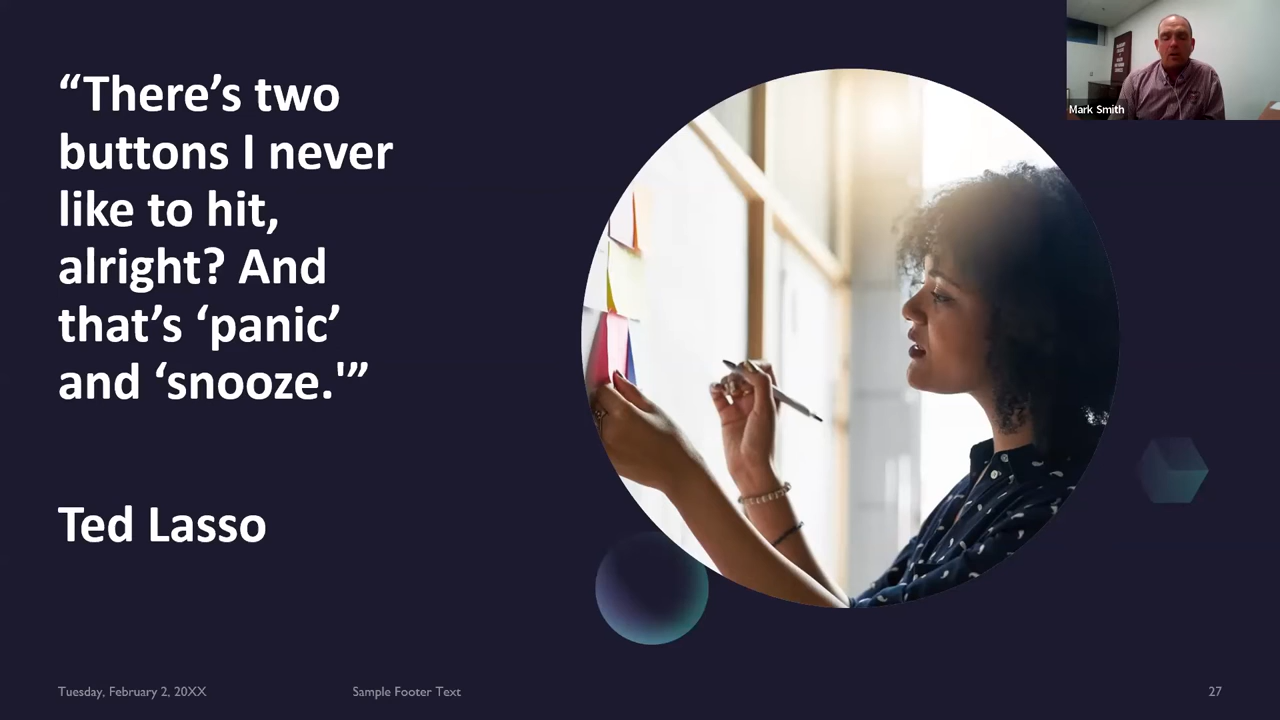 “There’s two
buttons I never
like to hit,
alright? And
that’s ‘panic’
and ‘snooze.'”
Ted Lasso
Mark Smith
Tuesday, February 2, 20XX
Sample Footer Text
27